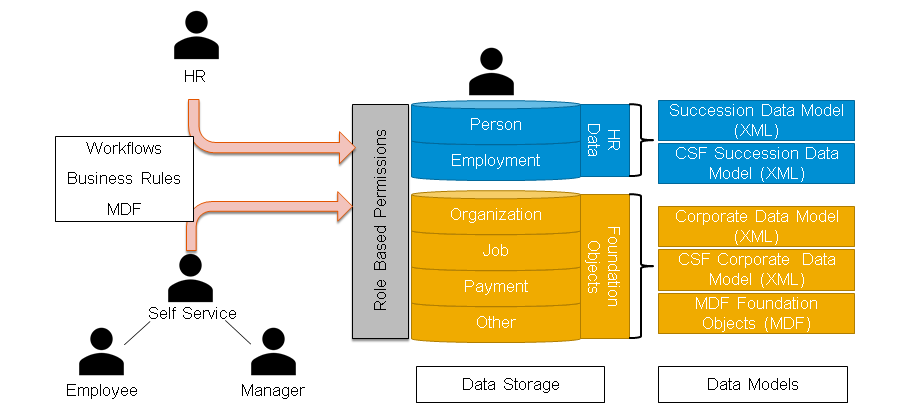 HR
Workflows
Business Rules
MDF
Self Service
Employee
Manager
Role Based Permissions
Person
Employment
HR
Data
Organization
Job
Payment
Other
Foundation
Objects
Succession Data Model
(XML)
CSF Succession Data
Model (XML)
Corporate Data Model
(XML)
CSF Corporate Data
Model (XML)
MDF Foundation
Objects (MDF)
Data Storage
Data Models